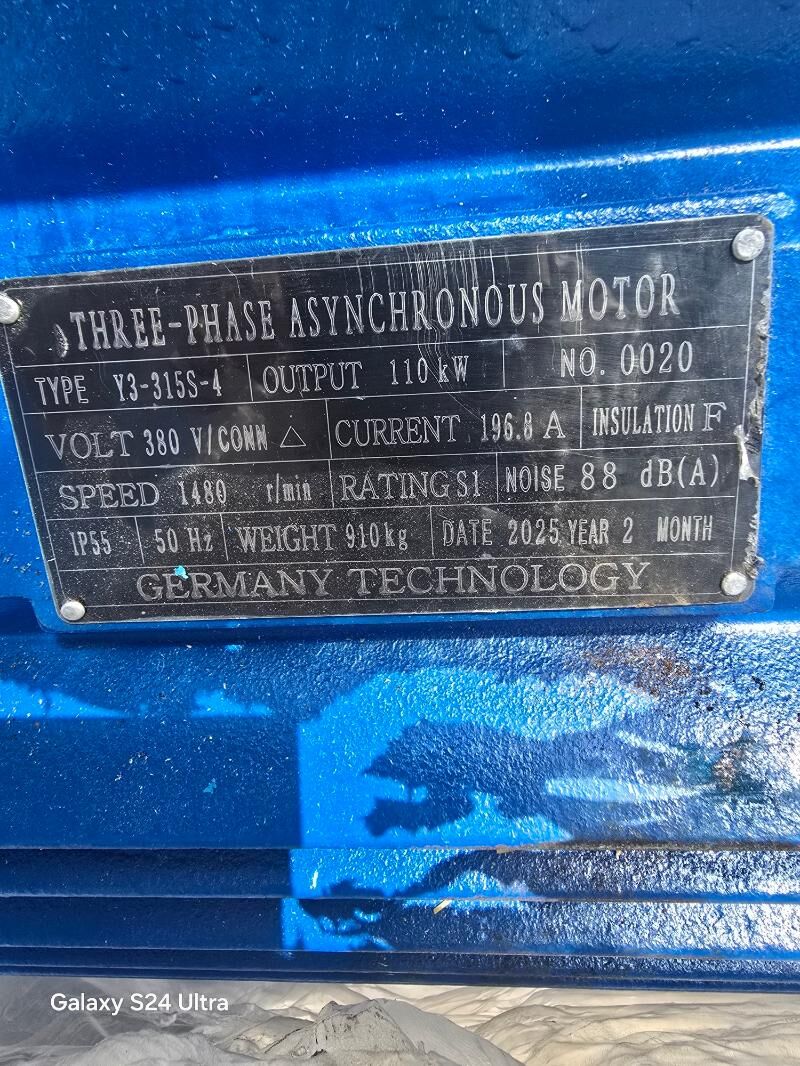 THREE-PHASE ASYNCHRONOUS MOTOR
TYPE Y3-315S-4 OUTPUT 110 kW NO. 0020
VOLT 380 V/CONN △ CURRENT 196.8 A INSULATION F
SPEED 1480 r/min RATING S1 NOISE 88 dB(A)
IP55 50 Hz WEIGHT 910kg DATE 2025 YEAR 2 MONTH
GERMANY TECHNOLOGY
Galaxy S24 Ultra